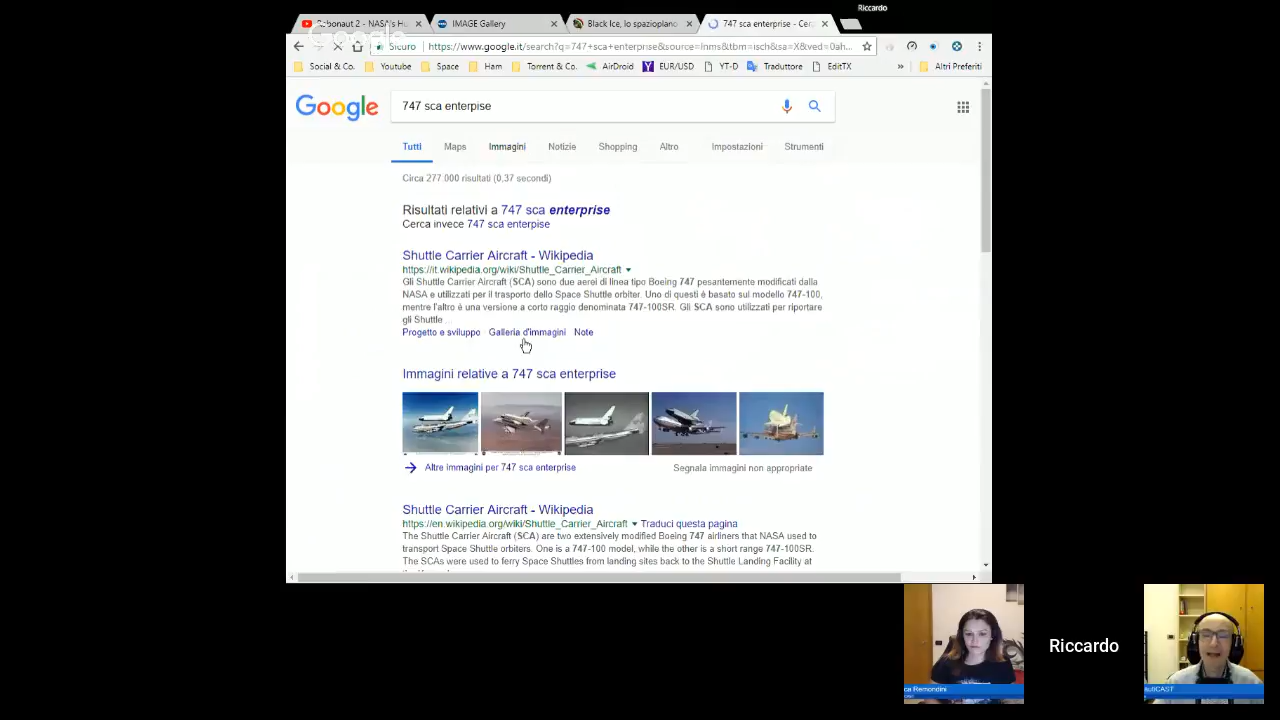 Riccardo
Robonaut 2 - NASA's Hu
IMAGE Gallery
Black Ice, lo spazioplano
747 sca enterprise - Cer
Google
Sicuro
https://www.google.it/search?q=747+sca+enterprise&source=lnms&tbm=isch&sa=X&ved=0ah...
Social & Co.
Youtube
Space
Ham
Torrent & Co.
AirDroid
EUR/USD
YT-D
Traduttore
EditTX
»
Altri Preferiti
Google
747 sca enterpise
Tutti Maps Immagini Notizie Shopping Altro Impostazioni Strumenti
Circa 277.000 risultati (0,37 secondi)
Risultati relativi a 747 sca enterprise
Cerca invece 747 sca enterpise
Shuttle Carrier Aircraft - Wikipedia
https://it.wikipedia.org/wiki/Shuttle_Carrier_Aircraft
Gli Shuttle Carrier Aircraft (SCA) sono due aerei di linea tipo Boeing 747 pesantemente modificati dalla
NASA e utilizzati per il trasporto dello Space Shuttle orbiter. Uno di questi è basato sul modello 747-100,
mentre l'altro è una versione a corto raggio denominata 747-100SR. Gli SCA sono utilizzati per riportare
gli Shuttle ...
Progetto e sviluppo Galleria d'immagini Note
Immagini relative a 747 sca enterprise
Altre immagini per 747 sca enterprise
Segnala immagini non appropriate
Shuttle Carrier Aircraft - Wikipedia
https://en.wikipedia.org/wiki/Shuttle_Carrier_Aircraft
Traduci questa pagina
The Shuttle Carrier Aircraft (SCA) are two extensively modified Boeing 747 airliners that NASA used to
transport Space Shuttle orbiters. One is a 747-100 model, while the other is a short range 747-100SR.
The SCAs were used to ferry Space Shuttles from landing sites back to the Shuttle Landing Facility at
ca Remondini
Riccardo
autiCAST